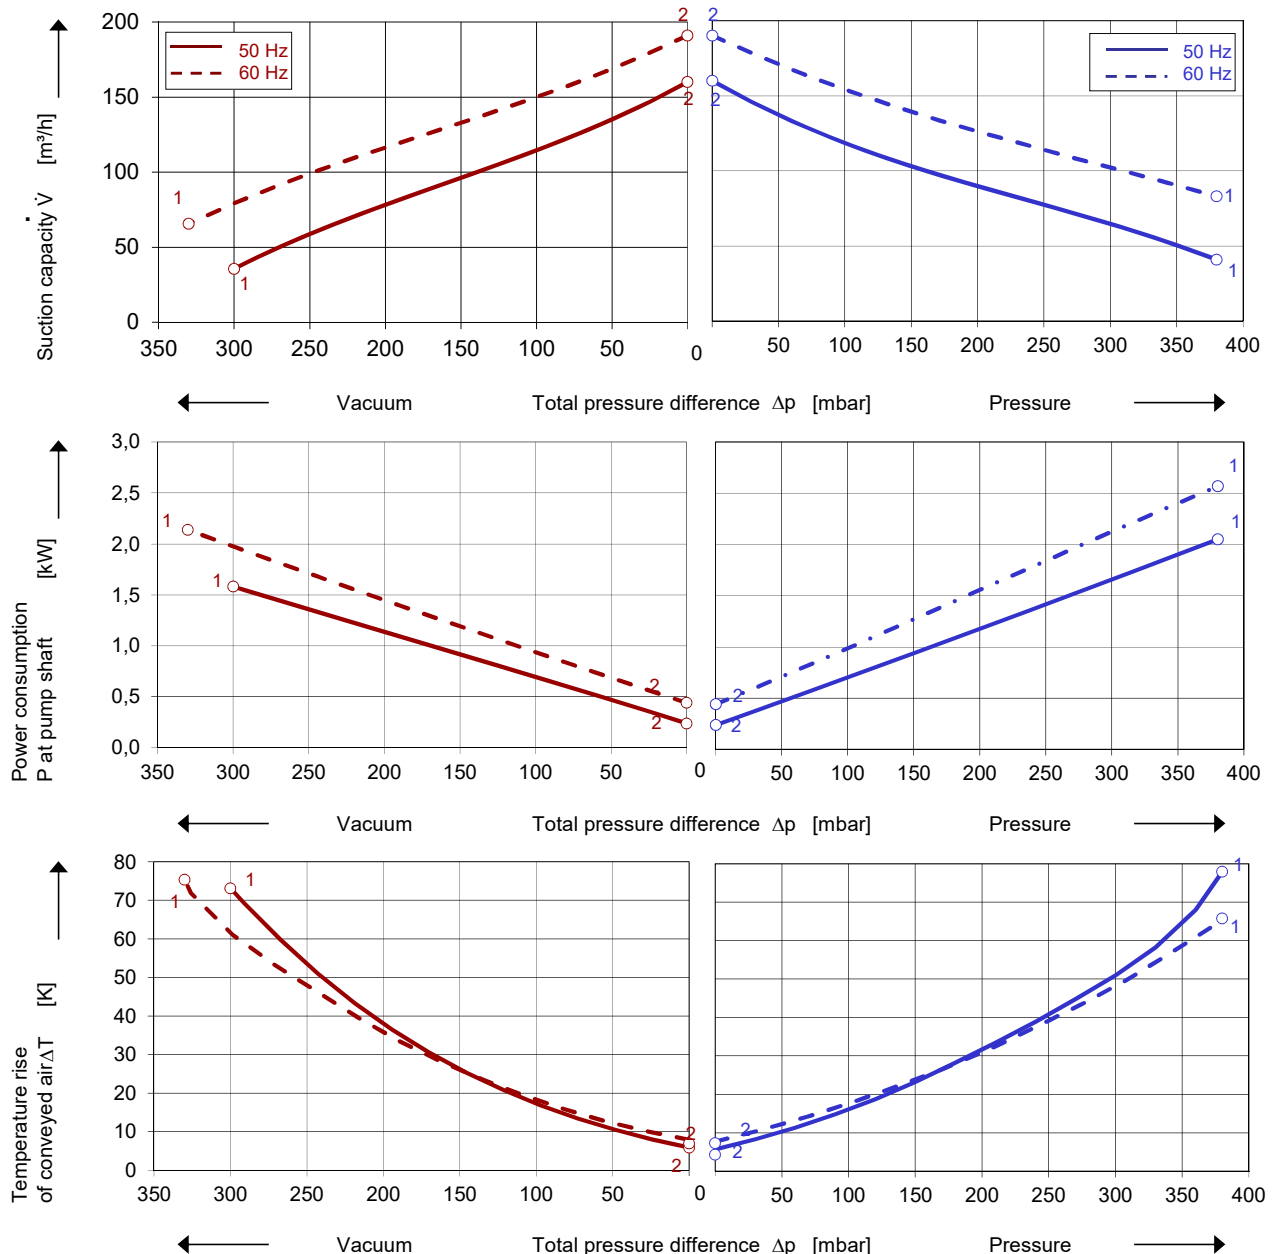 2 2
200
50 Hz
60 Hz
50 Hz
60 Hz
150
2 2
100
1 1
50
1 1
0
350 300 200 150 100 50 0 50 100 150 200 250 300 350 400
Suction capacity V̇ [m³/h]
Vacuum Total pressure difference Δp [mbar] Pressure
3,0
1
2,5
1 1
2,0
1
1,5
1,0
2 2
0,5
2 2
0,0
350 300 200 150 100 50 0 50 100 150 200 250 300 350 400
Power consumption
P at pump shaft [kW]
Vacuum Total pressure difference Δp [mbar] Pressure
80
1 1
70
1 1
60
50
40
30
20
10
2 2
2 2
0
350 300 250 200 150 100 50 0 50 100 150 200 250 300 350 400
Temperature rise
of conveyed air ΔT [K]
Vacuum Total pressure difference Δp [mbar] Pressure